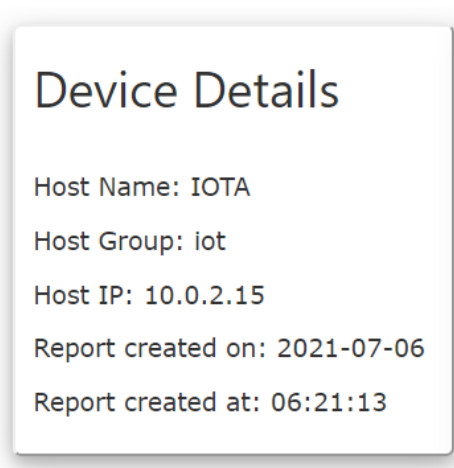 Device Details
Host Name: IOTA
Host Group: iot
Host IP: 10.0.2.15
Report created on: 2021-07-06
Report created at: 06:21:13